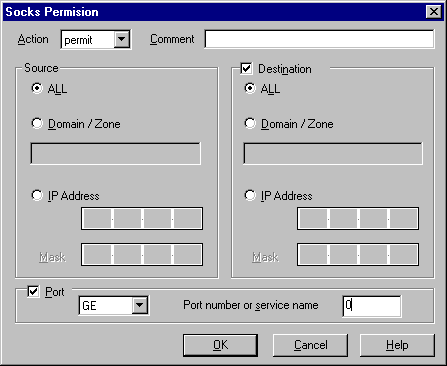 Socks Permision
Action permit Comment
Source Destination
ALL ALL
Domain / Zone Domain / Zone
IP Address IP Address
Mask Mask
Port
GE Port number or service name 0
OK Cancel Help